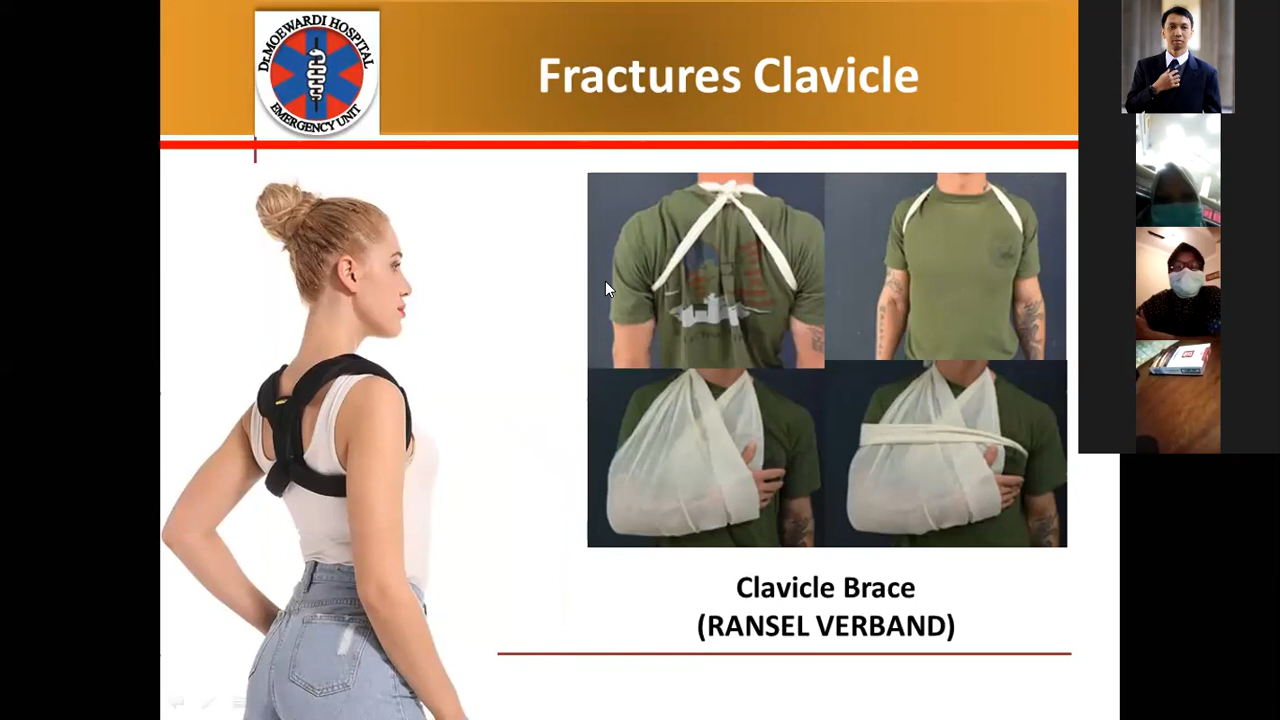 Dr.MOEWARDI HOSPITAL
EMERGENCY UNIT
Fractures Clavicle
Clavicle Brace
(RANSEL VERBAND)